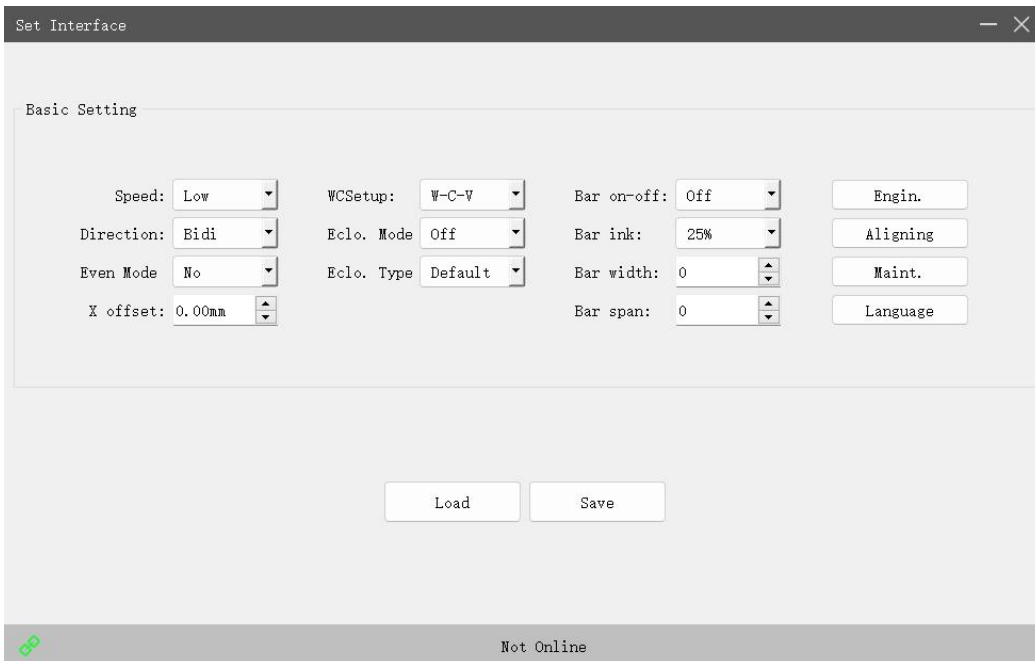 Set Interface
Basic Setting
Speed: Low WCSetup: W-C-V Bar on-off: Off Engin.
Direction: Bidi Eclo. Mode Off Bar ink: 25% Aligning
Even Mode No Eclo. Type Default Bar width: 0 Maint.
X offset: 0.00mm Bar span: 0 Language
Load Save
Not Online